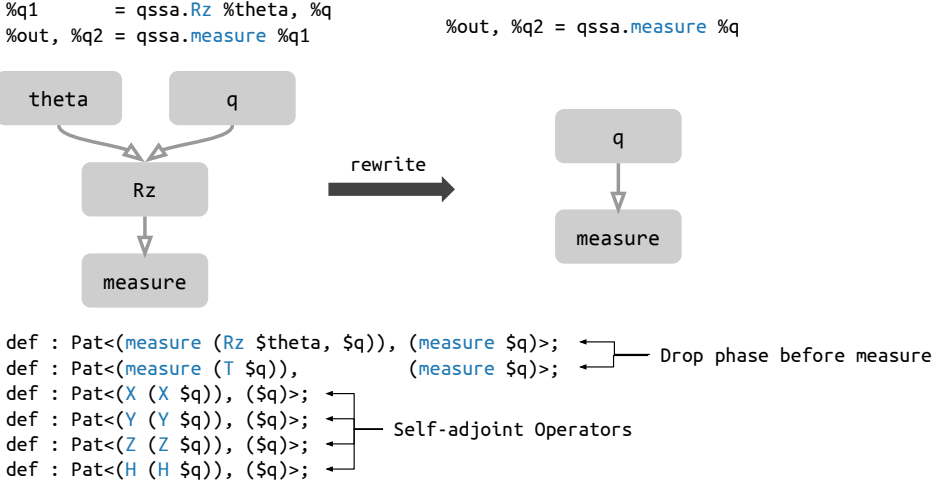 %q1        = qssa.Rz %theta, %q
%out, %q2 = qssa.measure %q1
%out, %q2 = qssa.measure %q
theta
q
Rz
measure
rewrite
q
measure
def : Pat<(measure (Rz $theta, $q)), (measure $q)>;
def : Pat<(measure (T $q)),          (measure $q)>;
Drop phase before measure
def : Pat<(X (X $q)), ($q)>;
def : Pat<(Y (Y $q)), ($q)>;
def : Pat<(Z (Z $q)), ($q)>;
def : Pat<(H (H $q)), ($q)>;
Self-adjoint Operators